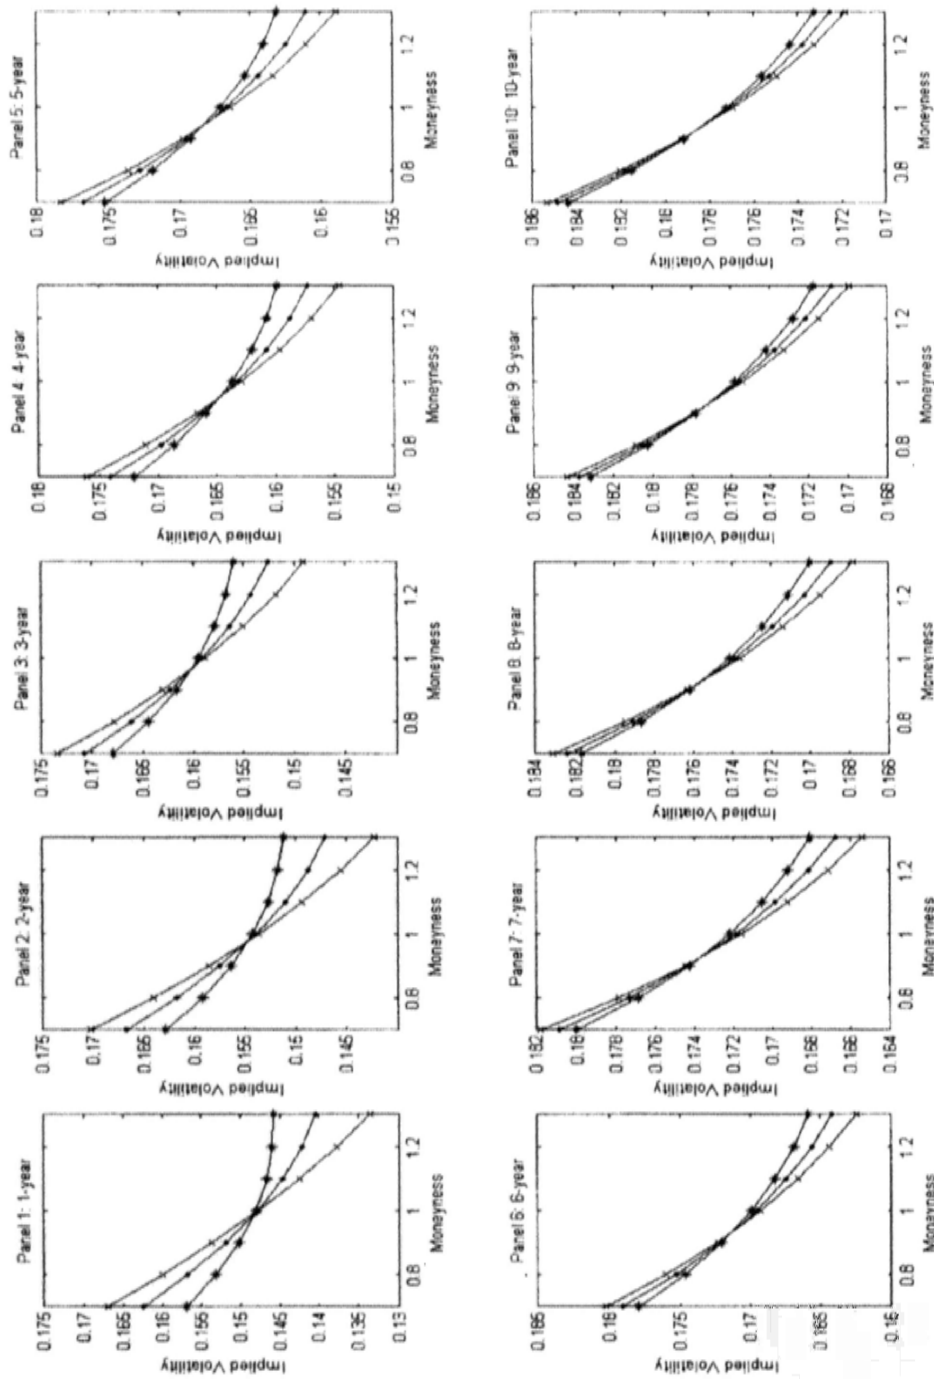 Panel 1: 1-year
Implied Volatility
0.175
0.17
0.165
0.16
0.155
0.15
0.145
0.14
0.135
0.13
0.8 1 1.2
Moneyness
Panel 2: 2-year
Implied Volatility
0.175
0.17
0.165
0.16
0.155
0.15
0.145
0.8 1 1.2
Moneyness
Panel 3: 3-year
Implied Volatility
0.175
0.17
0.165
0.16
0.155
0.15
0.145
0.8 1 1.2
Moneyness
Panel 4: 4-year
Implied Volatility
0.18
0.175
0.17
0.165
0.16
0.155
0.15
0.8 1 1.2
Moneyness
Panel 5: 5-year
Implied Volatility
0.18
0.175
0.17
0.165
0.16
0.155
0.8 1 1.2
Moneyness
Panel 6: 6-year
Implied Volatility
0.185
0.18
0.175
0.17
0.165
0.16
0.8 1 1.2
Moneyness
Panel 7: 7-year
Implied Volatility
0.182
0.18
0.178
0.176
0.174
0.172
0.17
0.168
0.166
0.164
0.8 1 1.2
Moneyness
Panel 8: 8-year
Implied Volatility
0.184
0.182
0.18
0.178
0.176
0.174
0.172
0.17
0.168
0.166
0.8 1 1.2
Moneyness
Panel 9: 9-year
Implied Volatility
0.186
0.184
0.182
0.18
0.178
0.176
0.174
0.172
0.17
0.168
0.8 1 1.2
Moneyness
Panel 10: 10-year
Implied Volatility
0.186
0.184
0.182
0.18
0.178
0.176
0.174
0.172
0.17
0.8 1 1.2
Moneyness